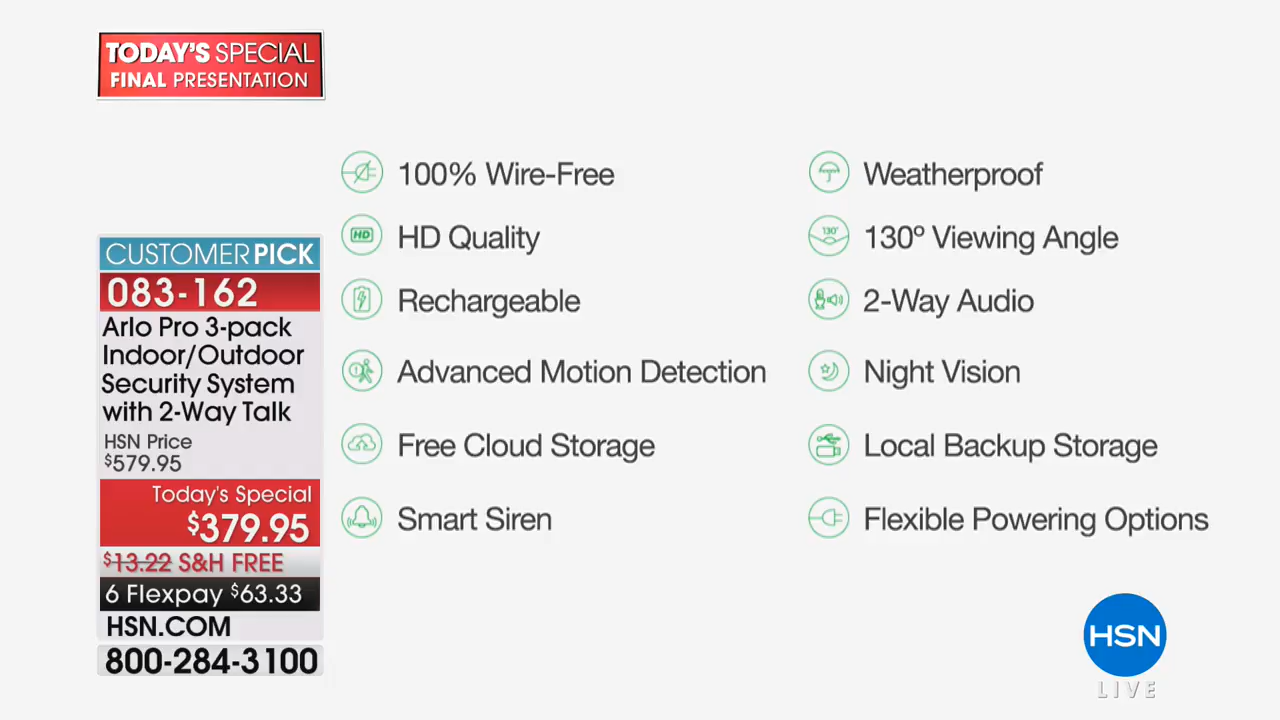 TODAY'S SPECIAL
FINAL PRESENTATION
CUSTOMER PICK
083-162
Arlo Pro 3-pack
Indoor/Outdoor
Security System
with 2-Way Talk
HSN Price
$579.95
Today's Special
$379.95
$13.22 S&H FREE
6 Flexpay $63.33
HSN.COM
800-284-3100
100% Wire-Free
HD
HD Quality
Rechargeable
Advanced Motion Detection
Free Cloud Storage
Smart Siren
Weatherproof
130°
130º Viewing Angle
2-Way Audio
Night Vision
Local Backup Storage
Flexible Powering Options
HSN
LIVE